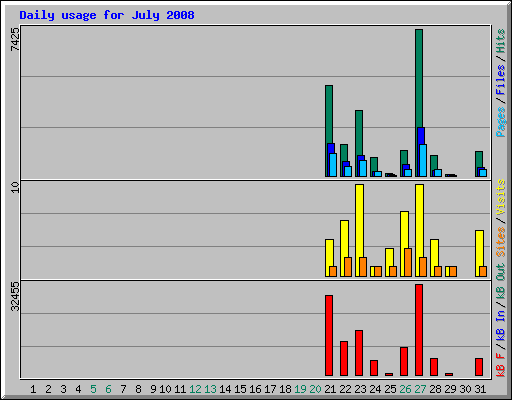 Daily usage for July 2008
7425
Pages / Files / Hits
10
Sites / Visits
32455
kB F / kB In / kB Out
1 2 3 4 5 6 7 8 9 10 11 12 13 14 15 16 17 18 19 20 21 22 23 24 25 26 27 28 29 30 31